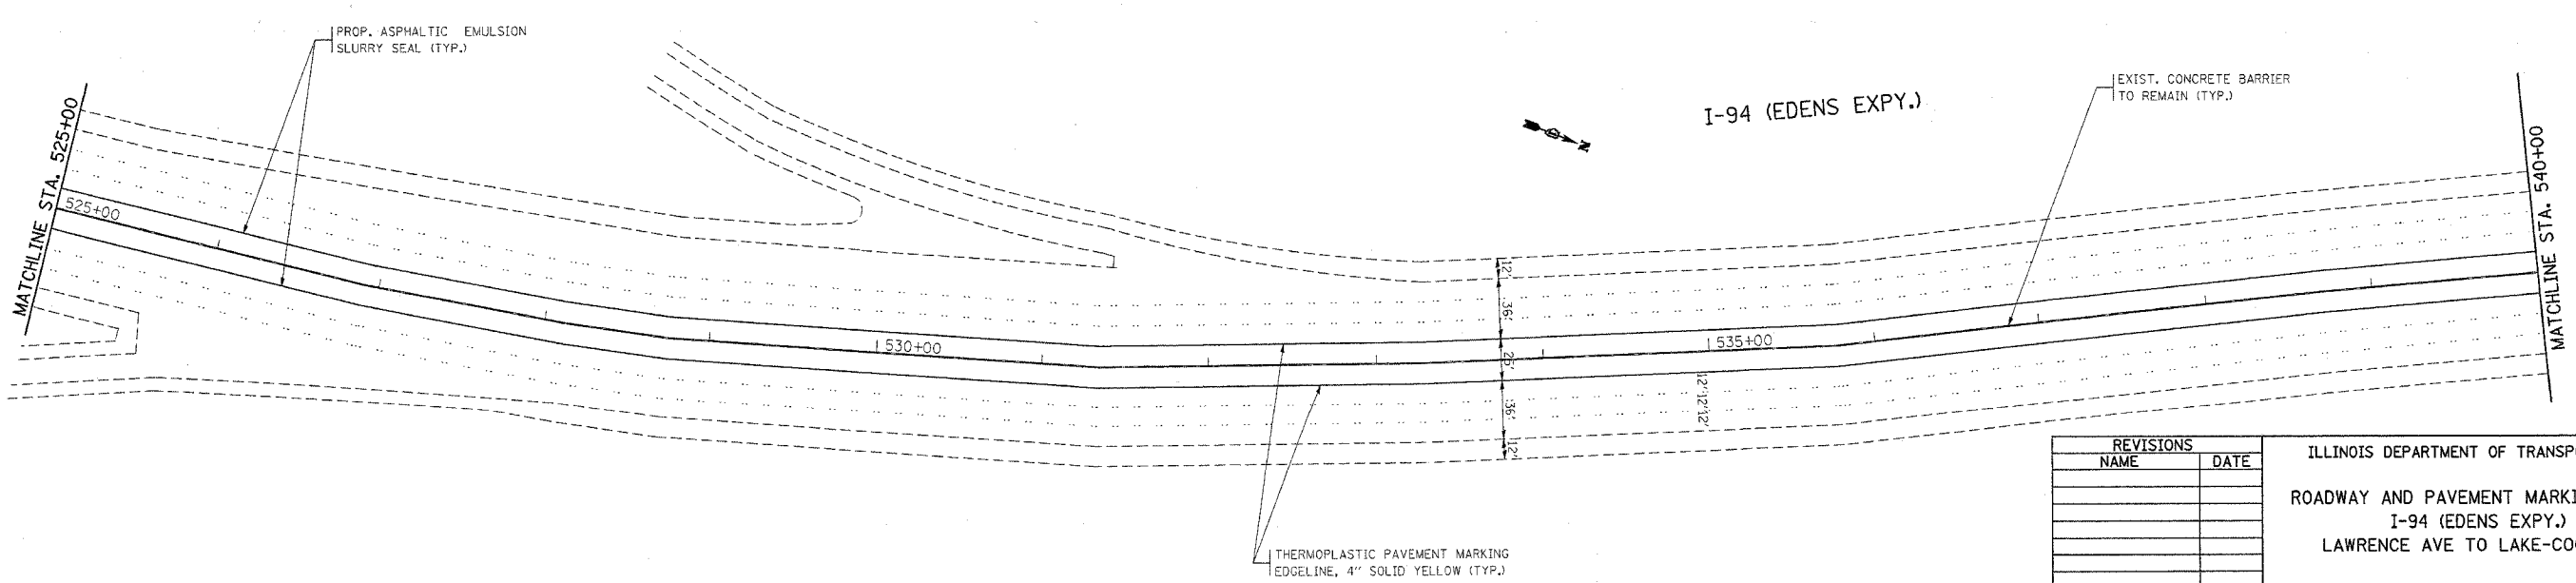 PROP. ASPHALTIC EMULSION
SLURRY SEAL (TYP.)
EXIST. CONCRETE BARRIER
TO REMAIN (TYP.)
I-94 (EDENS EXPY.)
N
MATCHLINE STA. 525+00
525+00
530+00
535+00
12'
36'
26'
36'
12'
12'12'12'
MATCHLINE STA. 540+00
THERMOPLASTIC PAVEMENT MARKING
EDGELINE, 4" SOLID YELLOW (TYP.)
REVISIONS
NAME DATE
ILLINOIS DEPARTMENT OF TRANSP
ROADWAY AND PAVEMENT MARKI
I-94 (EDENS EXPY.)
LAWRENCE AVE TO LAKE-COO